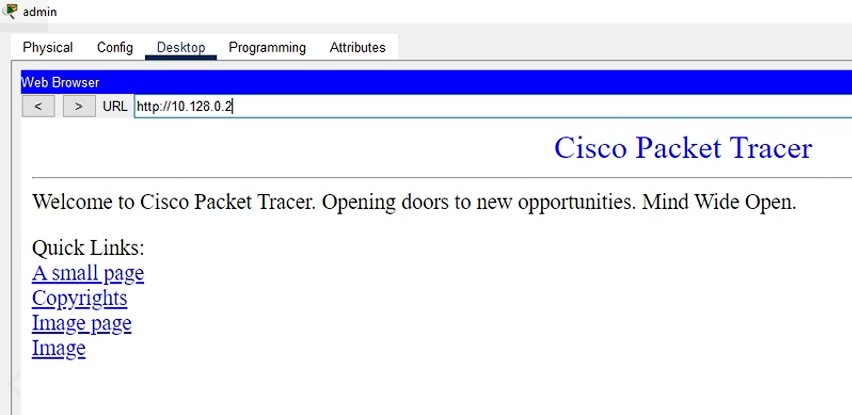 admin
Physical Config Desktop Programming Attributes
Web Browser
< > URL http://10.128.0.2
Cisco Packet Tracer
Welcome to Cisco Packet Tracer. Opening doors to new opportunities. Mind Wide Open.
Quick Links:
A small page
Copyrights
Image page
Image